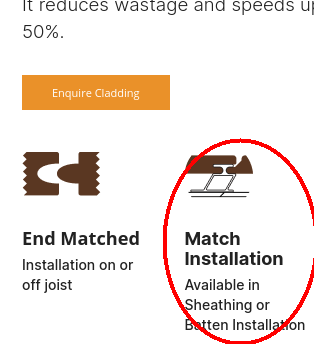 It reduces wastage and speeds up
50%.
Enquire Cladding
End Matched
Installation on or
off joist
Match
Installation
Available in
Sheathing or
Batten Installation